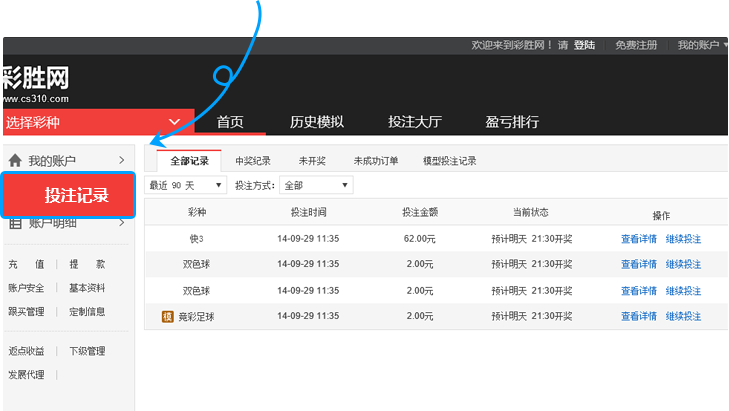 欢迎来到彩胜网！请 登陆 免费注册 我的账户
彩胜网
www.cs310.com
选择彩种 首页 历史模拟 投注大厅 盈亏排行
我的账户
投注记录
账户明细
充 值 提 款
账户安全 基本资料
跟买管理 定制信息
返点收益 下级管理
发展代理
全部记录 中奖纪录 未开奖 未成功订单 模型投注记录
最近 90 天 投注方式: 全部
彩种 投注时间 投注金额 当前状态 操作
快3 14-09-29 11:35 62.00元 预计明天 21:30开奖 查看详情 继续投注
双色球 14-09-29 11:35 2.00元 预计明天 21:30开奖 查看详情 继续投注
双色球 14-09-29 11:35 2.00元 预计明天 21:30开奖 查看详情 继续投注
模 竟彩足球 14-09-29 11:35 2.00元 预计明天 21:30开奖 查看详情 继续投注